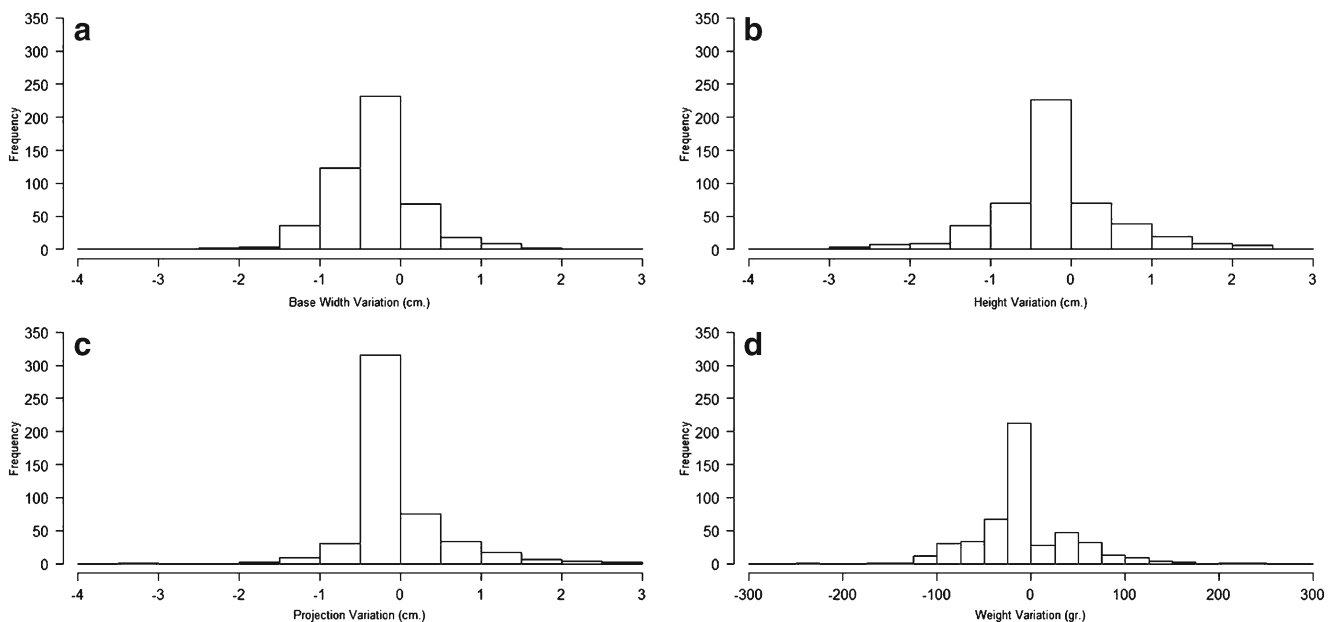 a
350
300
250
200
150
100
50
0
Frequency
-4 -3 -2 -1 0 1 2 3
Base Width Variation (cm.)
b
350
300
250
200
150
100
50
0
Frequency
-4 -3 -2 -1 0 1 2 3
Height Variation (cm.)
c
350
300
250
200
150
100
50
0
Frequency
-4 -3 -2 -1 0 1 2 3
Projection Variation (cm.)
d
350
300
250
200
150
100
50
0
Frequency
-300 -200 -100 0 100 200 300
Weight Variation (gr.)